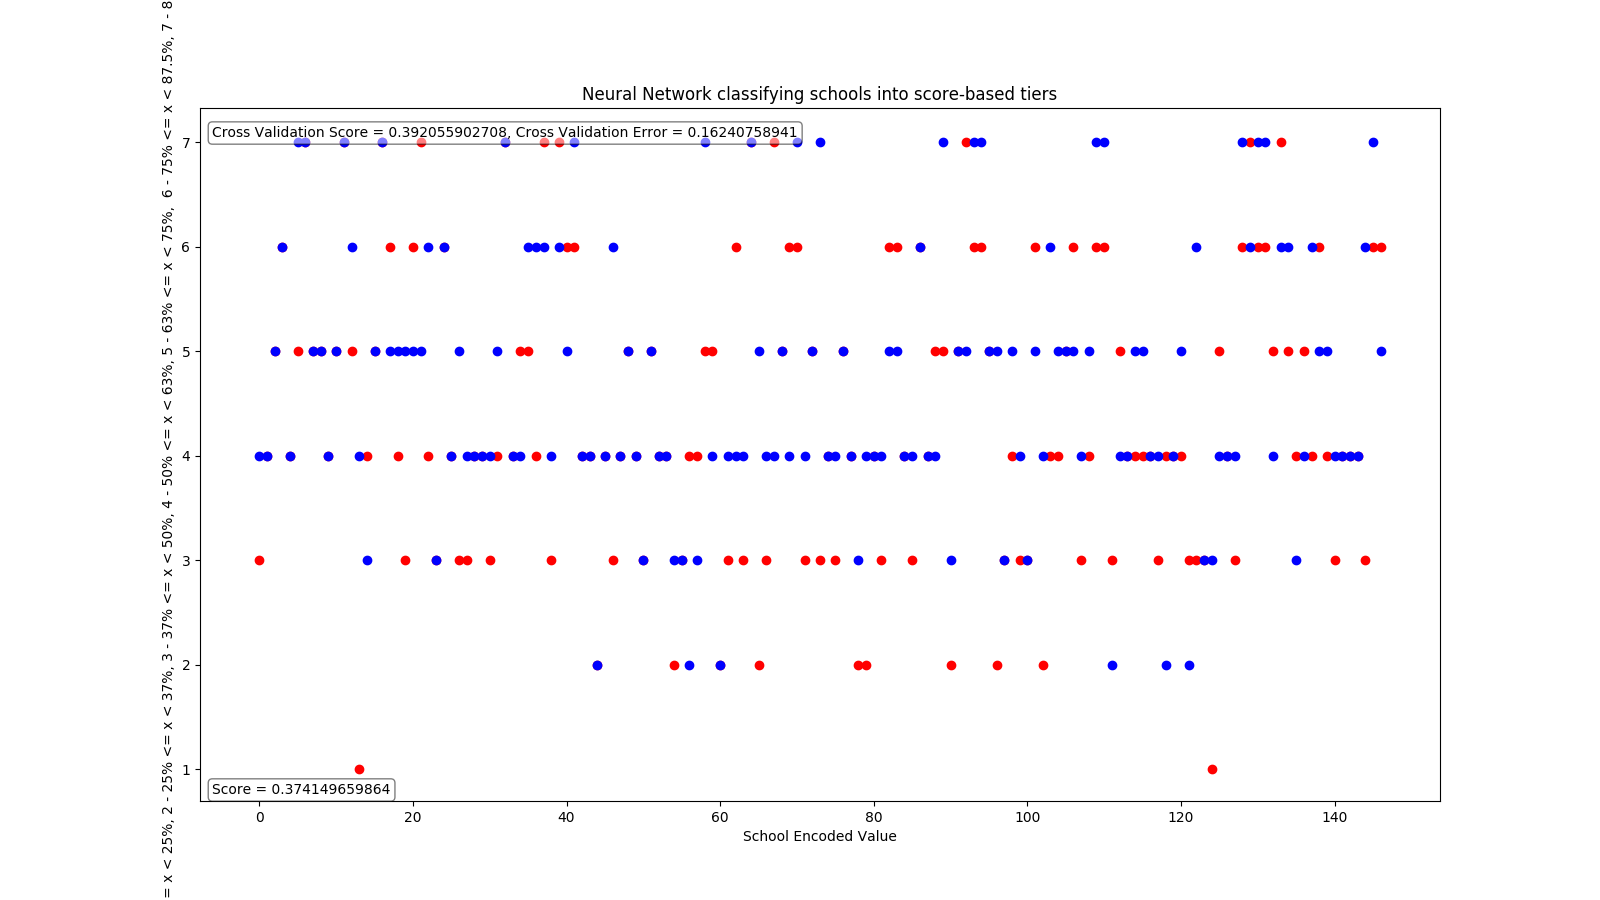 Neural Network classifying schools into score-based tiers
Cross Validation Score = 0.392055902708, Cross Validation Error = 0.16240758941
= x < 25%, 2 - 25% <= x < 37%, 3 - 37% <= x < 50%, 4 - 50% <= x < 63%, 5 - 63% <= x < 75%,  6 - 75% <= x < 87.5%, 7 - 8
7
6
5
4
3
2
1
Score = 0.374149659864
0 20 40 60 80 100 120 140
School Encoded Value